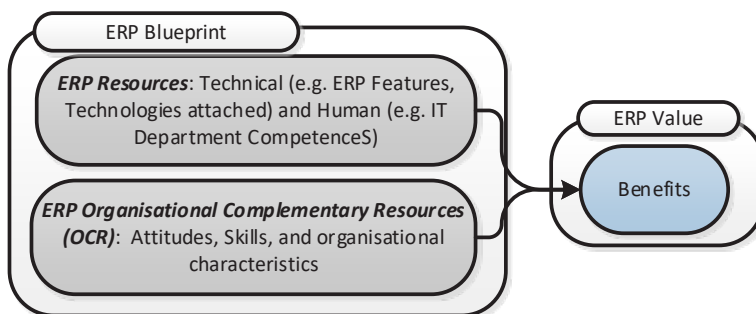 ERP Blueprint
ERP Resources: Technical (e.g. ERP Features,
Technologies attached) and Human (e.g. IT
Department CompetenceS)
ERP Organisational Complementary Resources
(OCR): Attitudes, Skills, and organisational
characteristics
ERP Value
Benefits